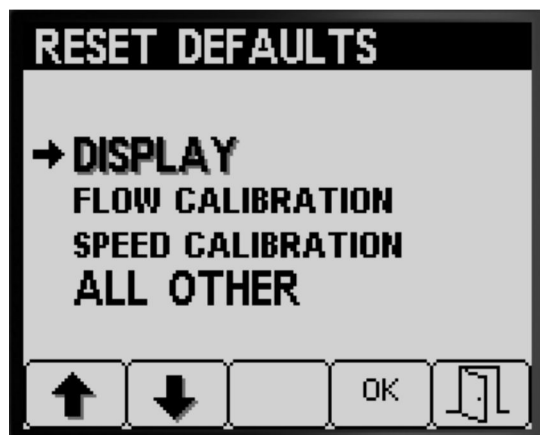 RESET DEFAULTS
DISPLAY
FLOW CALIBRATION
SPEED CALIBRATION
ALL OTHER
OK